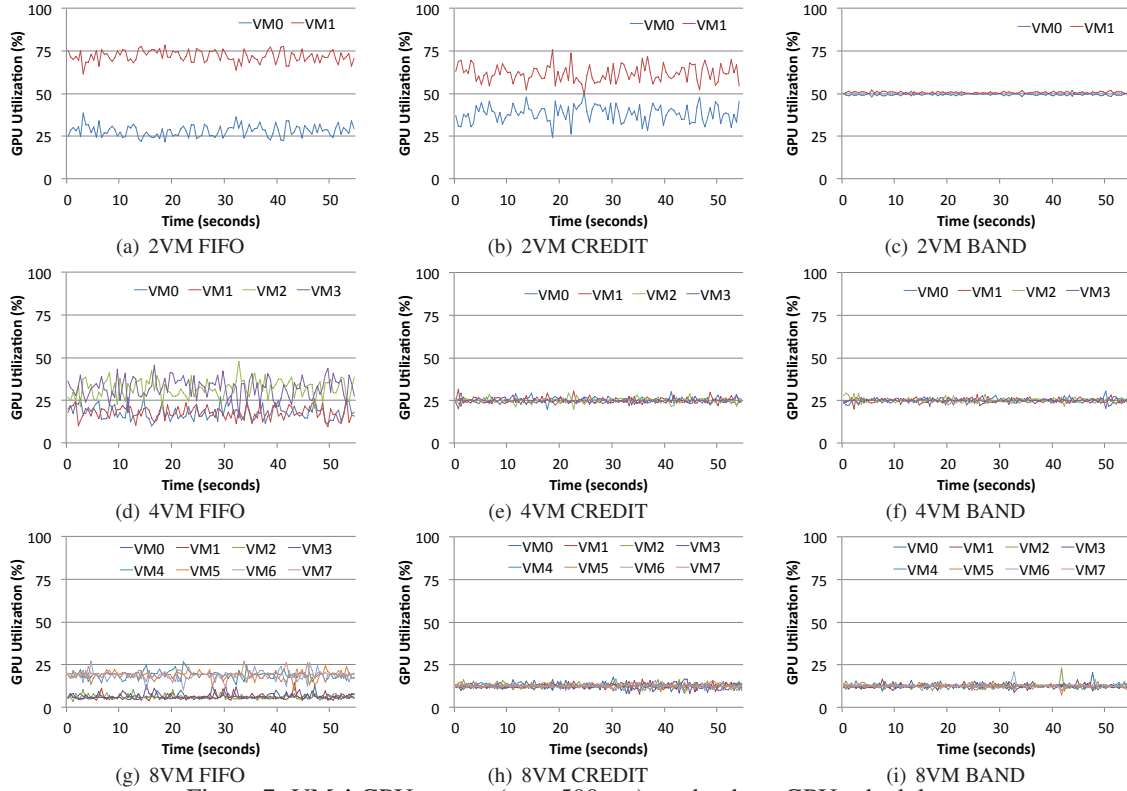 GPU Utilization (%)
100
75
50
25
0
VM0 VM1
0 10 20 30 40 50
Time (seconds)
(a) 2VM FIFO
GPU Utilization (%)
100
75
50
25
0
VM0 VM1
0 10 20 30 40 50
Time (seconds)
(b) 2VM CREDIT
GPU Utilization (%)
100
75
50
25
0
VM0 VM1
0 10 20 30 40 50
Time (seconds)
(c) 2VM BAND
GPU Utilization (%)
100
75
50
25
0
VM0 VM1 VM2 VM3
0 10 20 30 40 50
Time (seconds)
(d) 4VM FIFO
GPU Utilization (%)
100
75
50
25
0
VM0 VM1 VM2 VM3
0 10 20 30 40 50
Time (seconds)
(e) 4VM CREDIT
GPU Utilization (%)
100
75
50
25
0
VM0 VM1 VM2 VM3
0 10 20 30 40 50
Time (seconds)
(f) 4VM BAND
GPU Utilization (%)
100
75
50
25
0
VM0 VM1 VM2 VM3
VM4 VM5 VM6 VM7
0 10 20 30 40 50
Time (seconds)
(g) 8VM FIFO
GPU Utilization (%)
100
75
50
25
0
VM0 VM1 VM2 VM3
VM4 VM5 VM6 VM7
0 10 20 30 40 50
Time (seconds)
(h) 8VM CREDIT
GPU Utilization (%)
100
75
50
25
0
VM0 VM1 VM2 VM3
VM4 VM5 VM6 VM7
0 10 20 30 40 50
Time (seconds)
(i) 8VM BAND